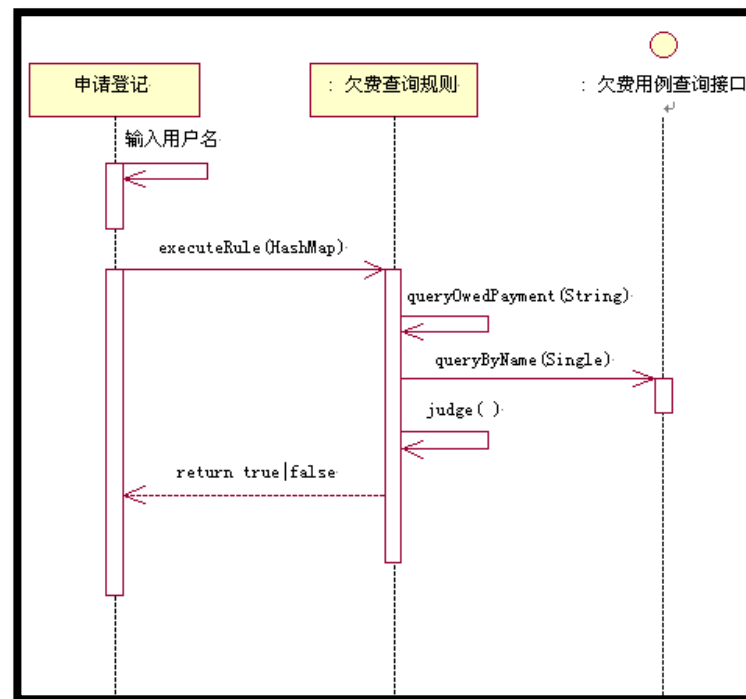 申请登记
: 欠费查询规则
: 欠费用例查询接口
输入用户名
executeRule(HashMap)
queryOwedPayment(String)
queryByName(Single)
judge( )
return true|false